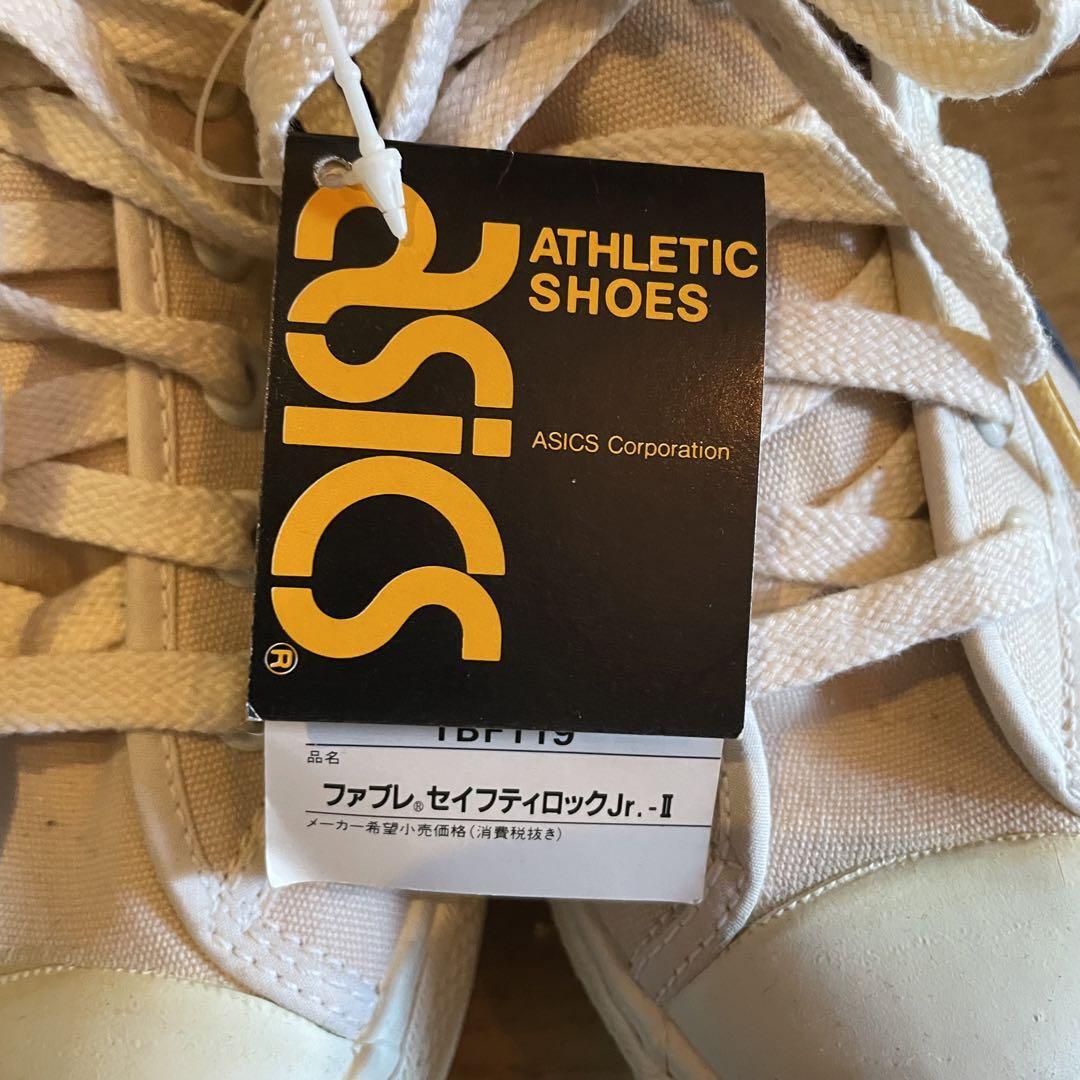 asics
®
ATHLETIC
SHOES
ASICS Corporation
TBF119
品名
ファブレ® セイフティロックJr.-Ⅱ
メーカー希望小売価格(消費税抜き)